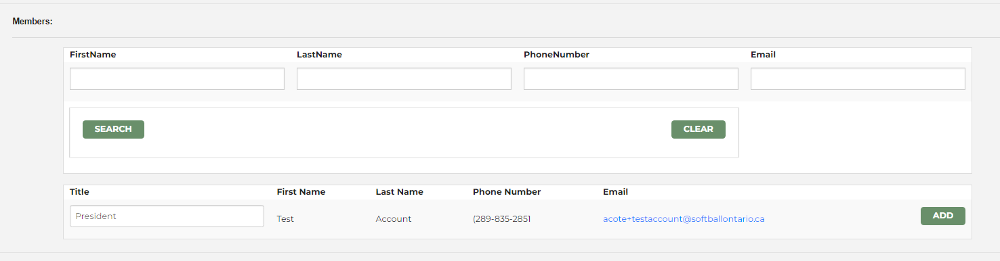 Members:
FirstName LastName PhoneNumber Email
SEARCH CLEAR
Title First Name Last Name Phone Number Email
President Test Account (289-835-2851 acote+testaccount@softballontario.ca ADD